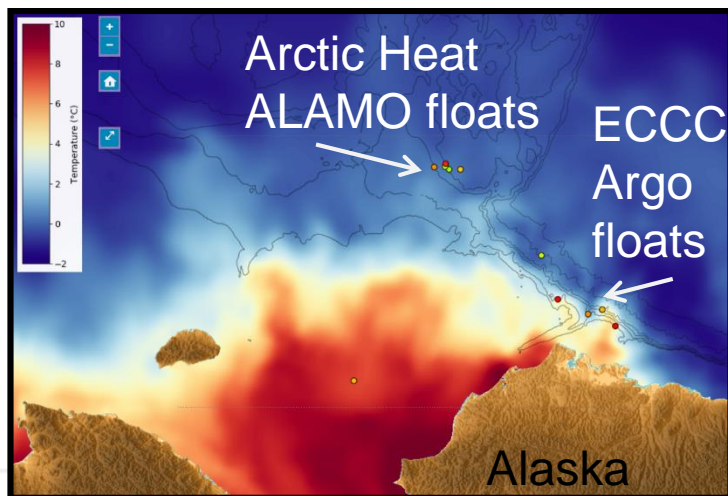 10
8
6
4
2
0
−2
Temperature (°C)
+
−
Arctic Heat
ALAMO floats
ECCC
Argo
floats
Alaska